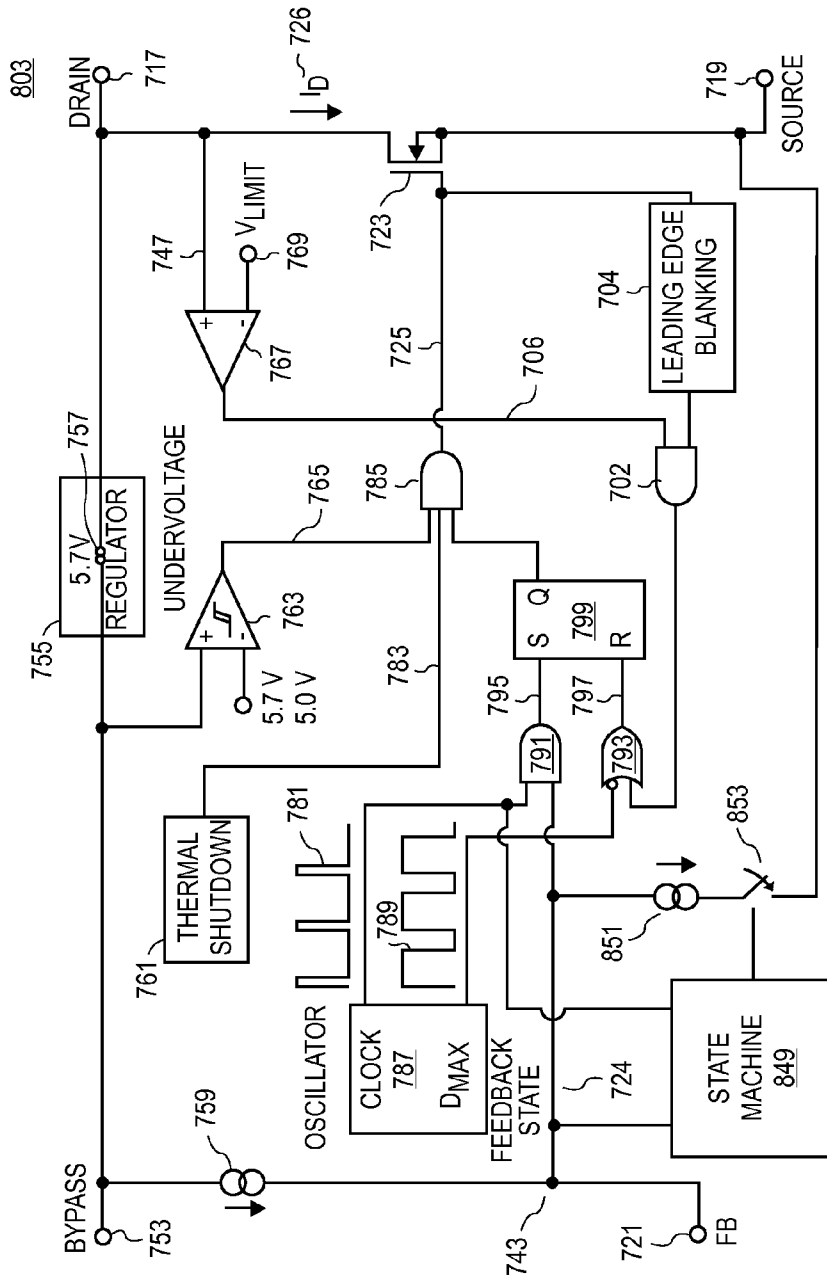 803
BYPASS
753
759
743
721
FB
755
5.7V
REGULATOR
757
DRAIN
717
I_D
726
747
V_LIMIT
769
767
723
725
706
UNDERVOLTAGE
765
763
5.7 V
5.0 V
783
785
761
THERMAL
SHUTDOWN
781
789
OSCILLATOR
CLOCK
787
D_MAX
FEEDBACK
STATE
724
791
795
793
797
S
Q
799
R
702
704
LEADING EDGE
BLANKING
719
SOURCE
851
853
STATE
MACHINE
849
+
-
+
-